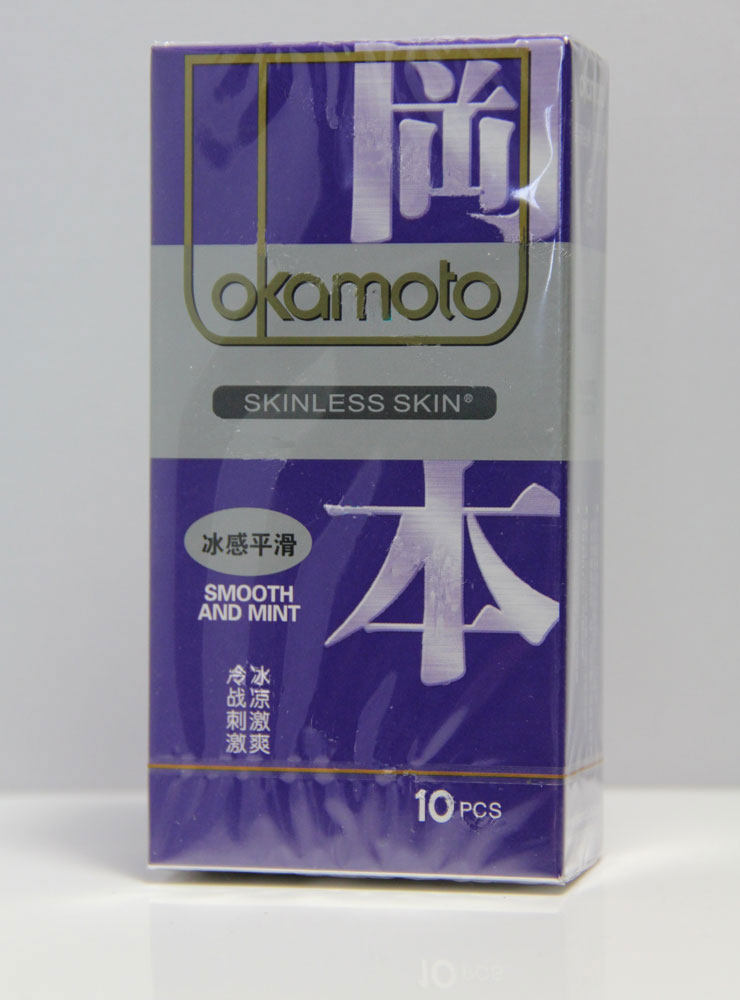 岡
okamoto
SKINLESS SKIN®
本
冰感平滑
SMOOTH
AND MINT
冰凉激爽
冷战刺激
10 PCS